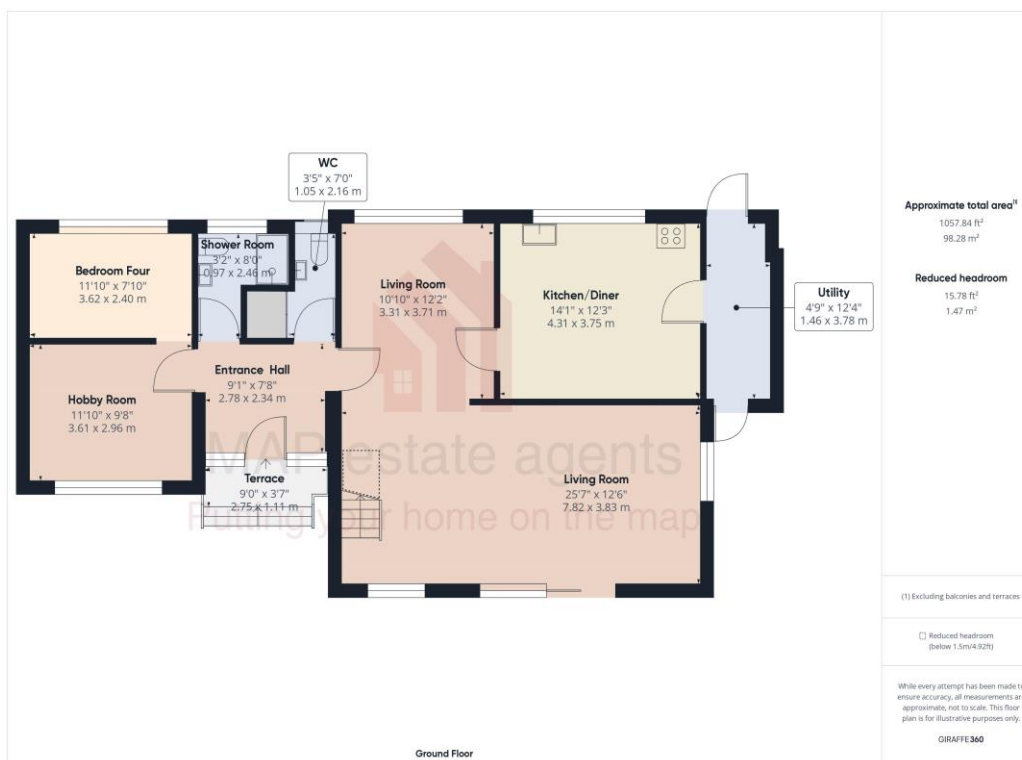 WC
3'5" x 7'0"
1.05 x 2.16 m
Shower Room
3'2" x 8'0"
0.97 x 2.46 m
Bedroom Four
11'10" x 7'10"
3.62 x 2.40 m
Living Room
10'10" x 12'2"
3.31 x 3.71 m
Kitchen/Diner
14'1" x 12'3"
4.31 x 3.75 m
Utility
4'9" x 12'4"
1.46 x 3.78 m
Entrance Hall
9'1" x 7'8"
2.78 x 2.34 m
Hobby Room
11'10" x 9'8"
3.61 x 2.96 m
MAP estate agents
Putting your home on the map
Terrace
9'0" x 3'7"
2.75 x 1.11 m
Living Room
25'7" x 12'6"
7.82 x 3.83 m
Ground Floor
Approximate total area(1)
1057.84 ft²
98.28 m²
Reduced headroom
15.78 ft²
1.47 m²
(1) Excluding balconies and terraces
Reduced headroom
(below 1.5m/4.92ft)
While every attempt has been made to
ensure accuracy, all measurements are
approximate, not to scale. This floor
plan is for illustrative purposes only.
GIRAFFE360